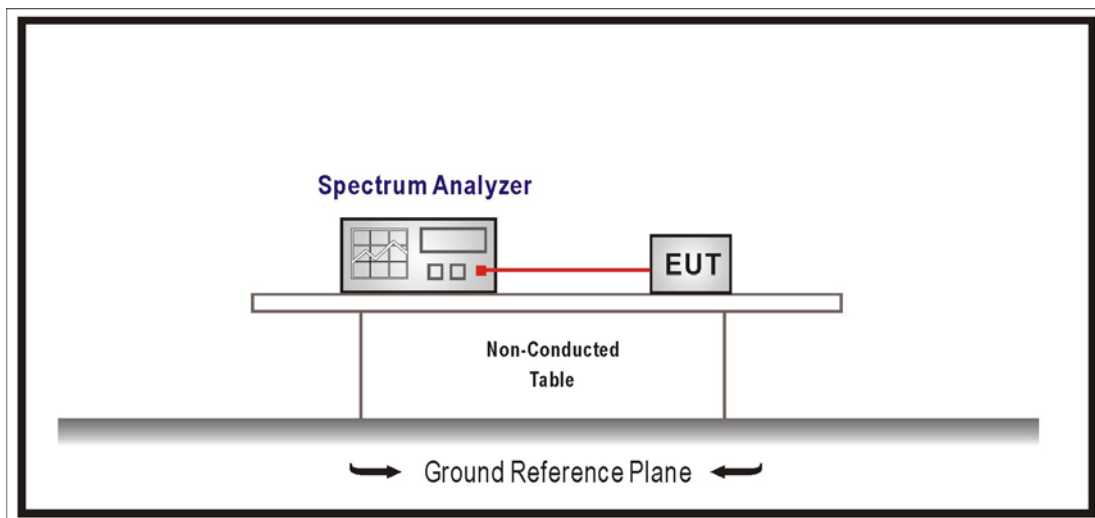 Spectrum Analyzer
EUT
Non-Conducted
Table
Ground Reference Plane